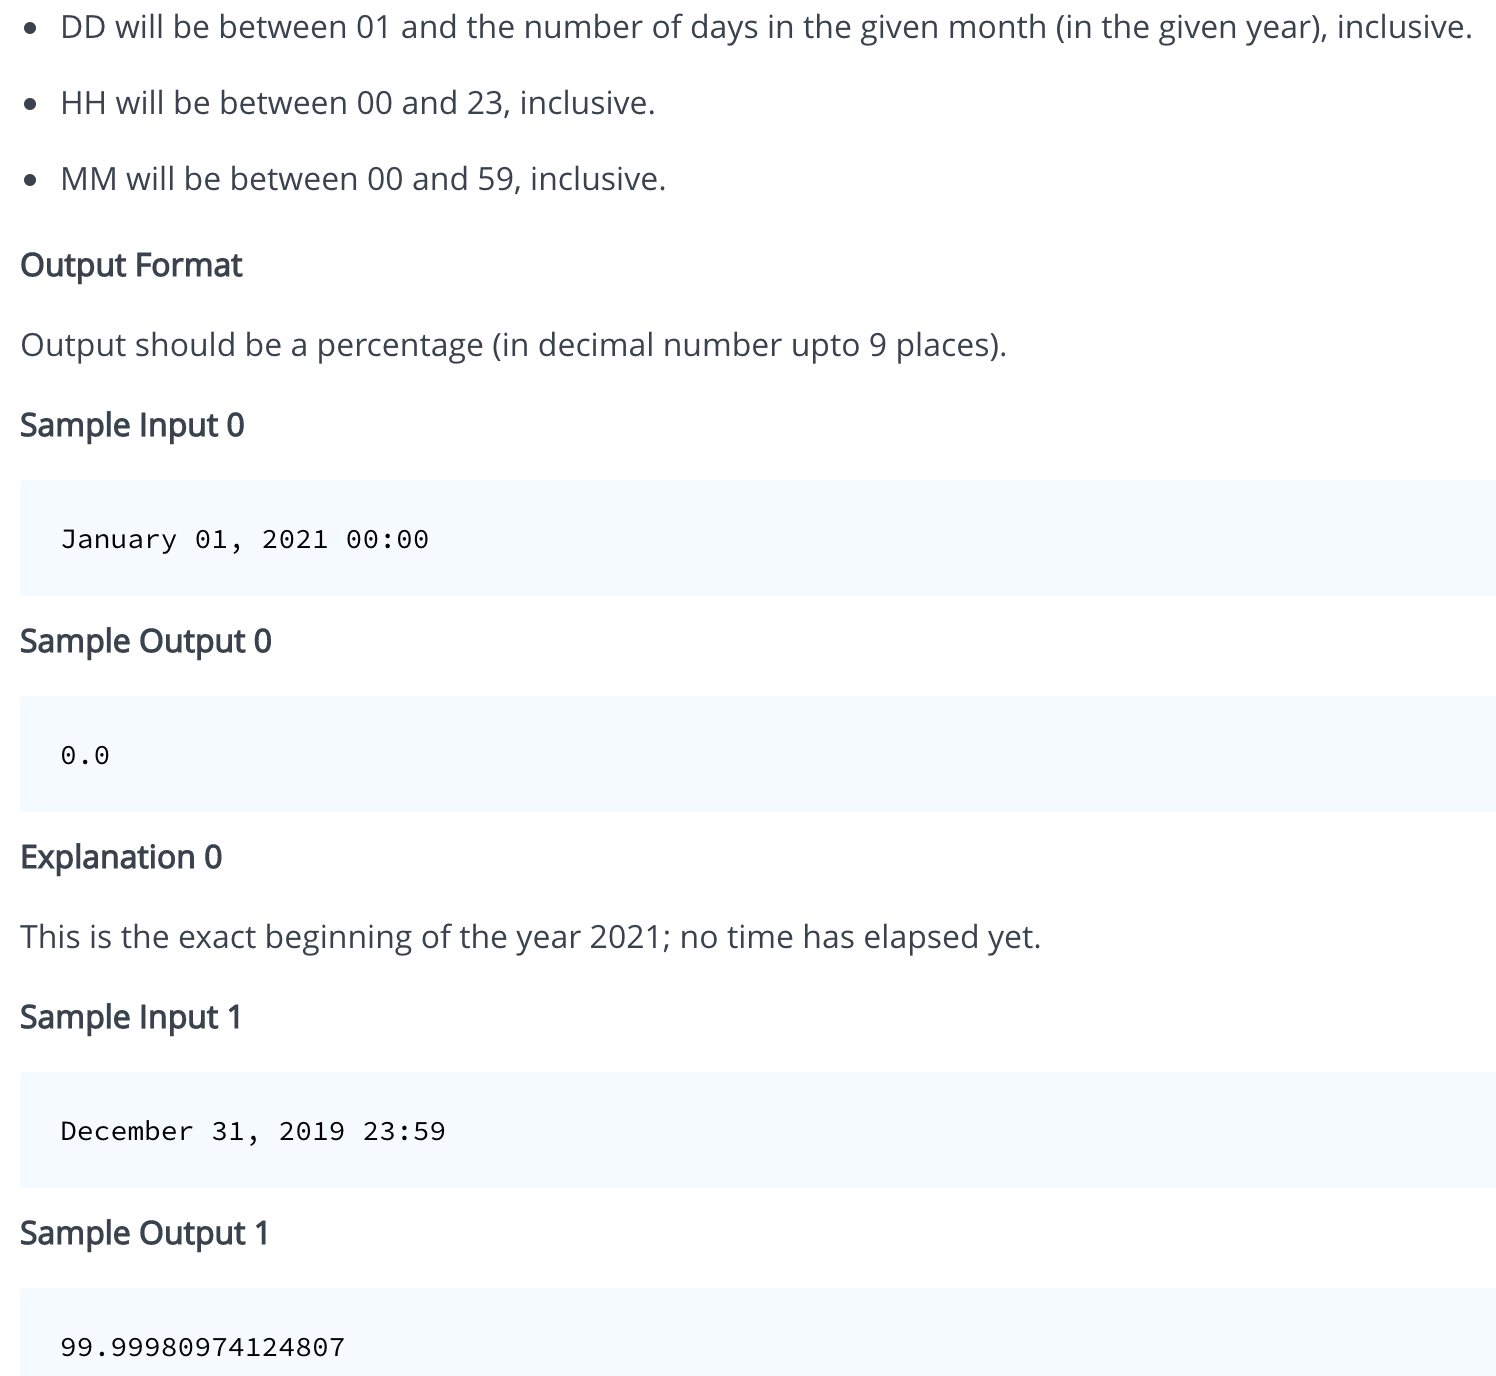 • DD will be between 01 and the number of days in the given month (in the given year), inclusive.
• HH will be between 00 and 23, inclusive.
• MM will be between 00 and 59, inclusive.
Output Format
Output should be a percentage (in decimal number upto 9 places).
Sample Input 0
January 01, 2021 00:00
Sample Output 0
0.0
Explanation 0
This is the exact beginning of the year 2021; no time has elapsed yet.
Sample Input 1
December 31, 2019 23:59
Sample Output 1
99.99980974124807